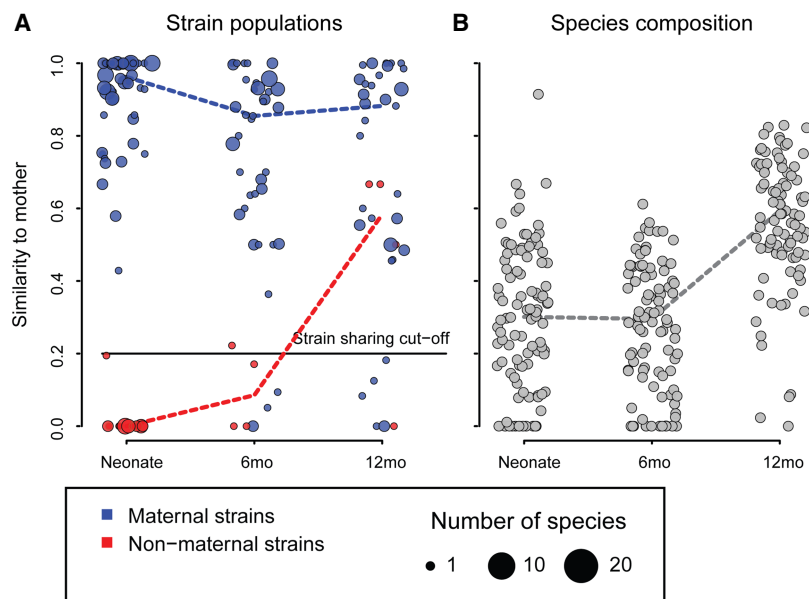 A
Strain populations
B
Species composition
Similarity to mother
1.0
0.8
0.6
0.4
0.2
0.0
Strain sharing cut−off
Neonate
6mo
12mo
Neonate
6mo
12mo
Maternal strains
Non−maternal strains
Number of species
1
10
20